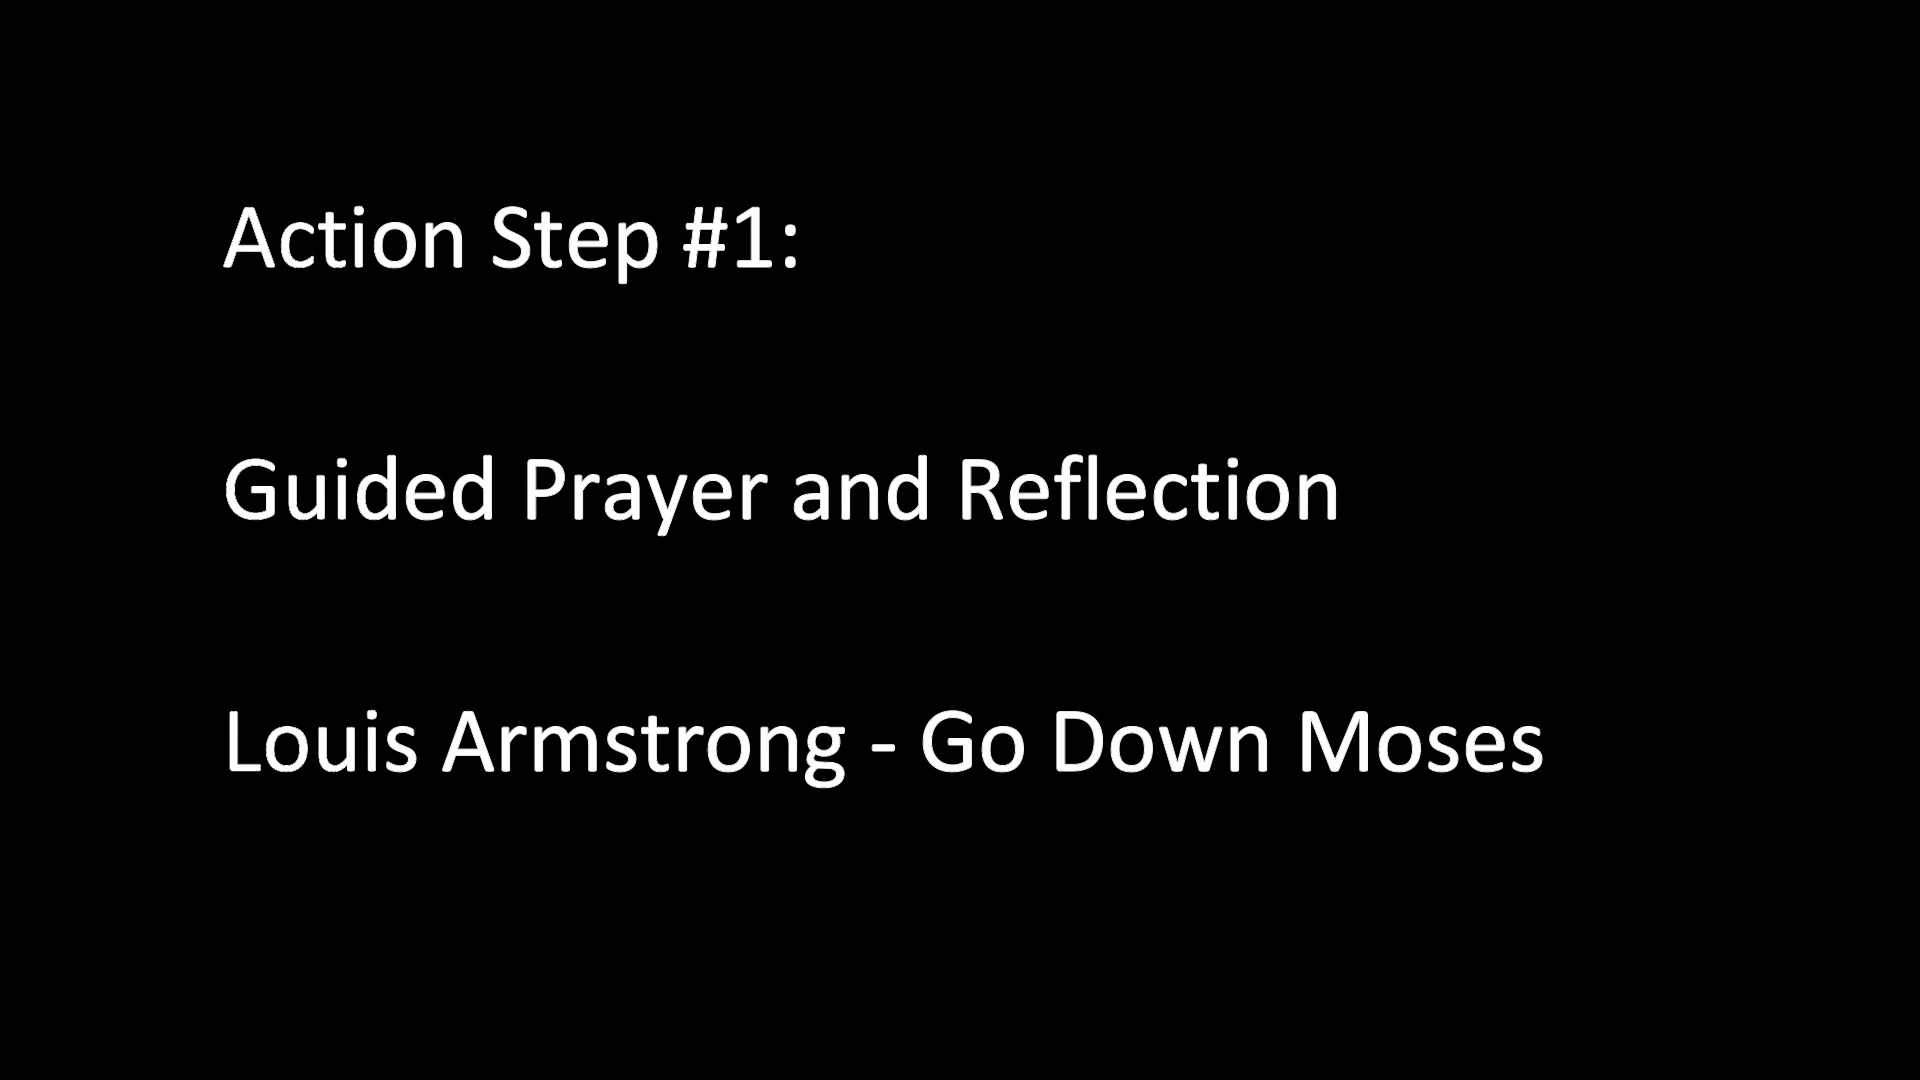 Action Step #1:
Guided Prayer and Reflection
Louis Armstrong - Go Down Moses